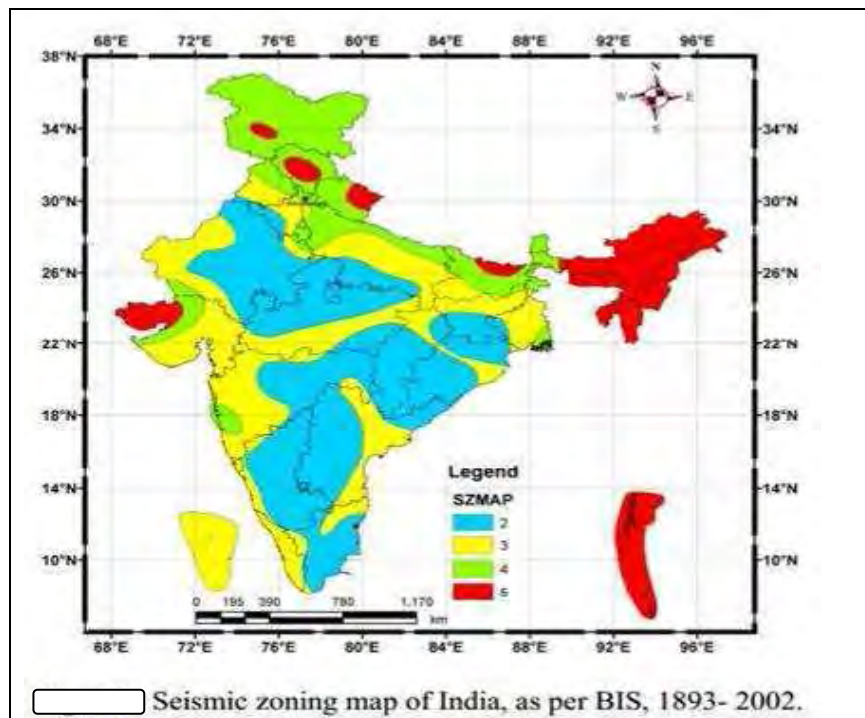 68°E 72°E 76°E 80°E 84°E 88°E 92°E 96°E
38°N
34°N 34°N
30°N 30°N
26°N 26°N
22°N 22°N
18°N 18°N
14°N 14°N
10°N 10°N
N
W E
S
Legend
SZMAP
2
3
4
5
0 195 390 780 1,170
km
68°E 72°E 76°E 80°E 84°E 88°E 92°E 96°E
Seismic zoning map of India, as per BIS, 1893- 2002.